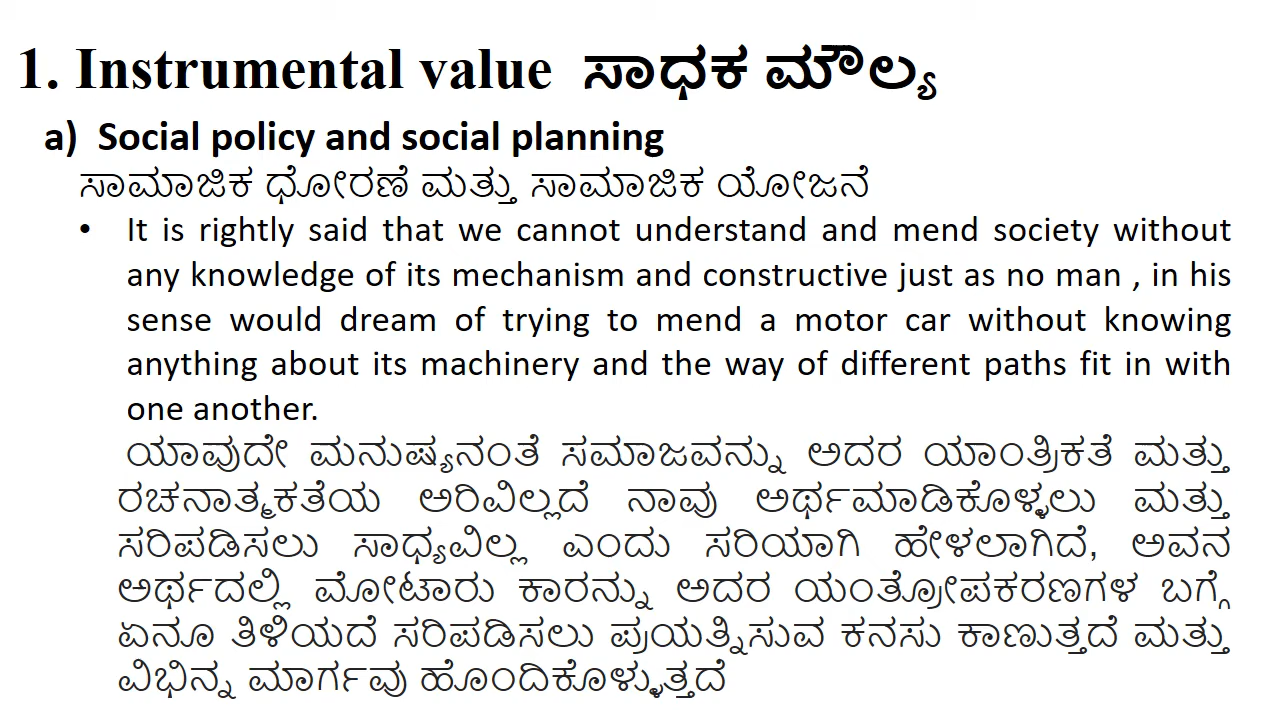 1. Instrumental value ಸಾಧಕ ಮೌಲ್ಯ
a) Social policy and social planning
ಸಾಮಾಜಿಕ ಧೋರಣೆ ಮತ್ತು ಸಾಮಾಜಿಕ ಯೋಜನೆ
• It is rightly said that we cannot understand and mend society without
any knowledge of its mechanism and constructive just as no man , in his
sense would dream of trying to mend a motor car without knowing
anything about its machinery and the way of different paths fit in with
one another.
ಯಾವುದೇ ಮನುಷ್ಯನಂತೆ ಸಮಾಜವನ್ನು ಅದರ ಯಾಂತ್ರಿಕತೆ ಮತ್ತು
ರಚನಾತ್ಮಕತೆಯ ಅರಿವಿಲ್ಲದೆ ನಾವು ಅರ್ಥಮಾಡಿಕೊಳ್ಳಲು ಮತ್ತು
ಸರಿಪಡಿಸಲು ಸಾಧ್ಯವಿಲ್ಲ ಎಂದು ಸರಿಯಾಗಿ ಹೇಳಲಾಗಿದೆ, ಅವನ
ಅರ್ಥದಲ್ಲಿ ಮೋಟಾರು ಕಾರನ್ನು ಅದರ ಯಂತ್ರೋಪಕರಣಗಳ ಬಗ್ಗೆ
ಏನೂ ತಿಳಿಯದೆ ಸರಿಪಡಿಸಲು ಪ್ರಯತ್ನಿಸುವ ಕನಸು ಕಾಣುತ್ತದೆ ಮತ್ತು
ವಿಭಿನ್ನ ಮಾರ್ಗವು ಹೊಂದಿಕೊಳ್ಳುತ್ತದೆ